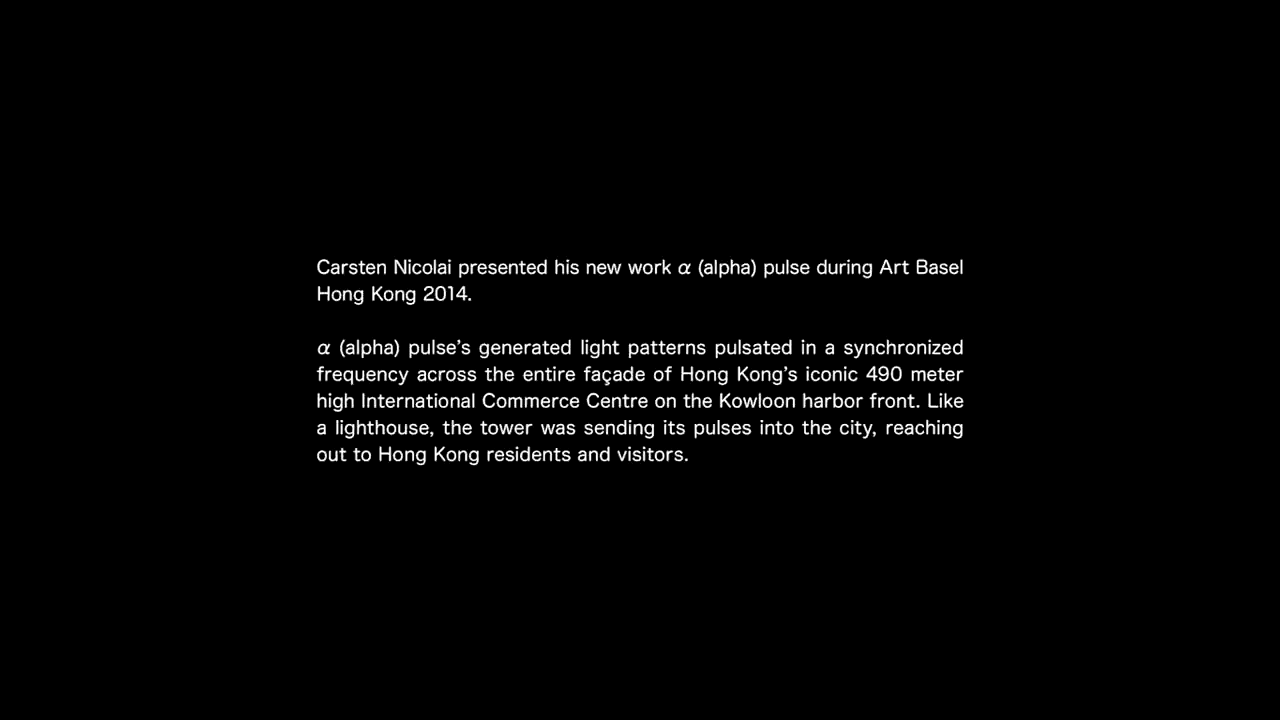 Carsten Nicolai presented his new work α (alpha) pulse during Art Basel
Hong Kong 2014.
α (alpha) pulse’s generated light patterns pulsated in a synchronized
frequency across the entire façade of Hong Kong’s iconic 490 meter
high International Commerce Centre on the Kowloon harbor front. Like
a lighthouse, the tower was sending its pulses into the city, reaching
out to Hong Kong residents and visitors.